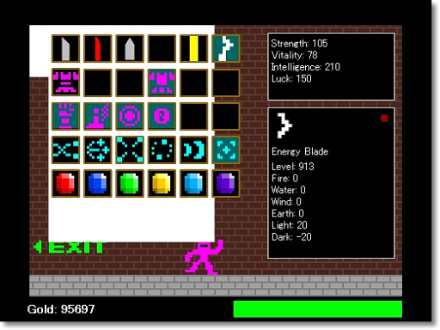 Strength: 105
Vitality: 78
Intelligence: 210
Luck: 150
Energy Blade
Level: 913
Fire: 0
Water: 0
Wind: 0
Earth: 0
Light: 20
Dark: -20
EXIT
Gold: 95697